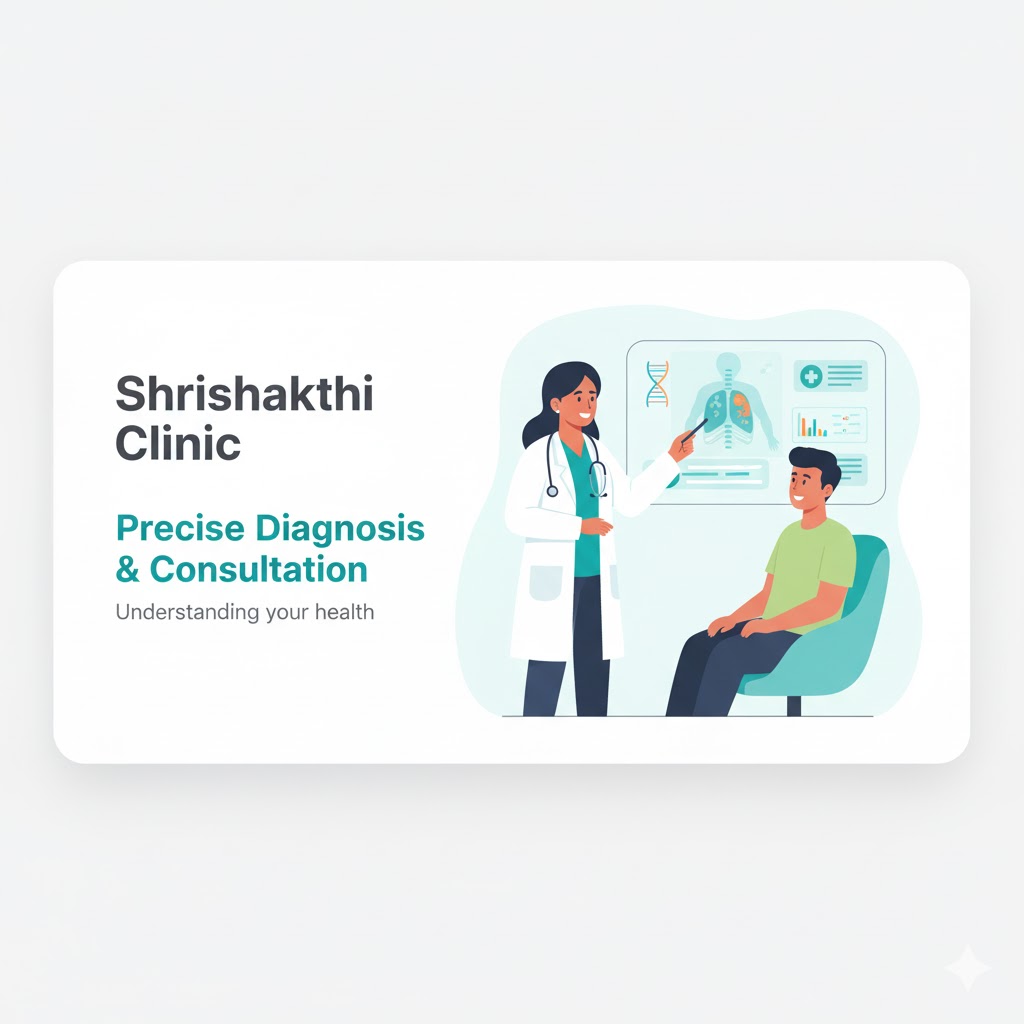 Shrishakthi
Clinic
Precise Diagnosis
& Consultation
Understanding your health